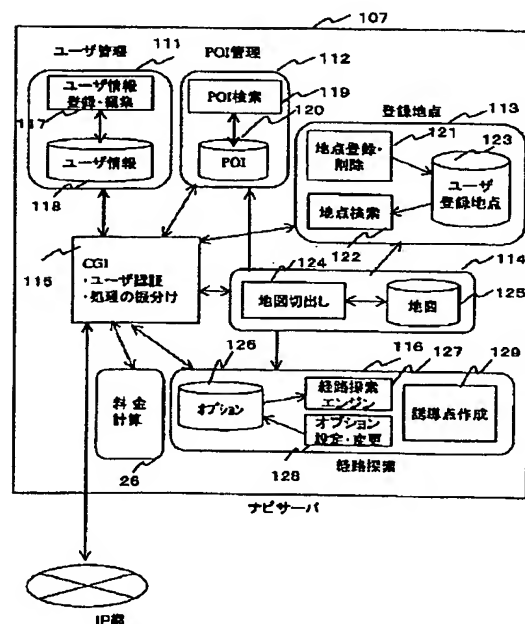 107
ユーザ管理
111
POI管理
112
ユーザ情報
登録・編集
117
POI検索
119
120
登録地点
113
地点登録・
削除
121
123
ユーザ情報
118
POI
ユーザ
登録地点
地点検索
122
115
CGI
・ユーザ認証
・処理の振分け
124
114
地図切出し
地図
125
126
116
127
129
料金
計算
26
オプション
経路探索
エンジン
オプション
設定・変更
128
誘導点作成
経路探索
ナビサーバ
IP網